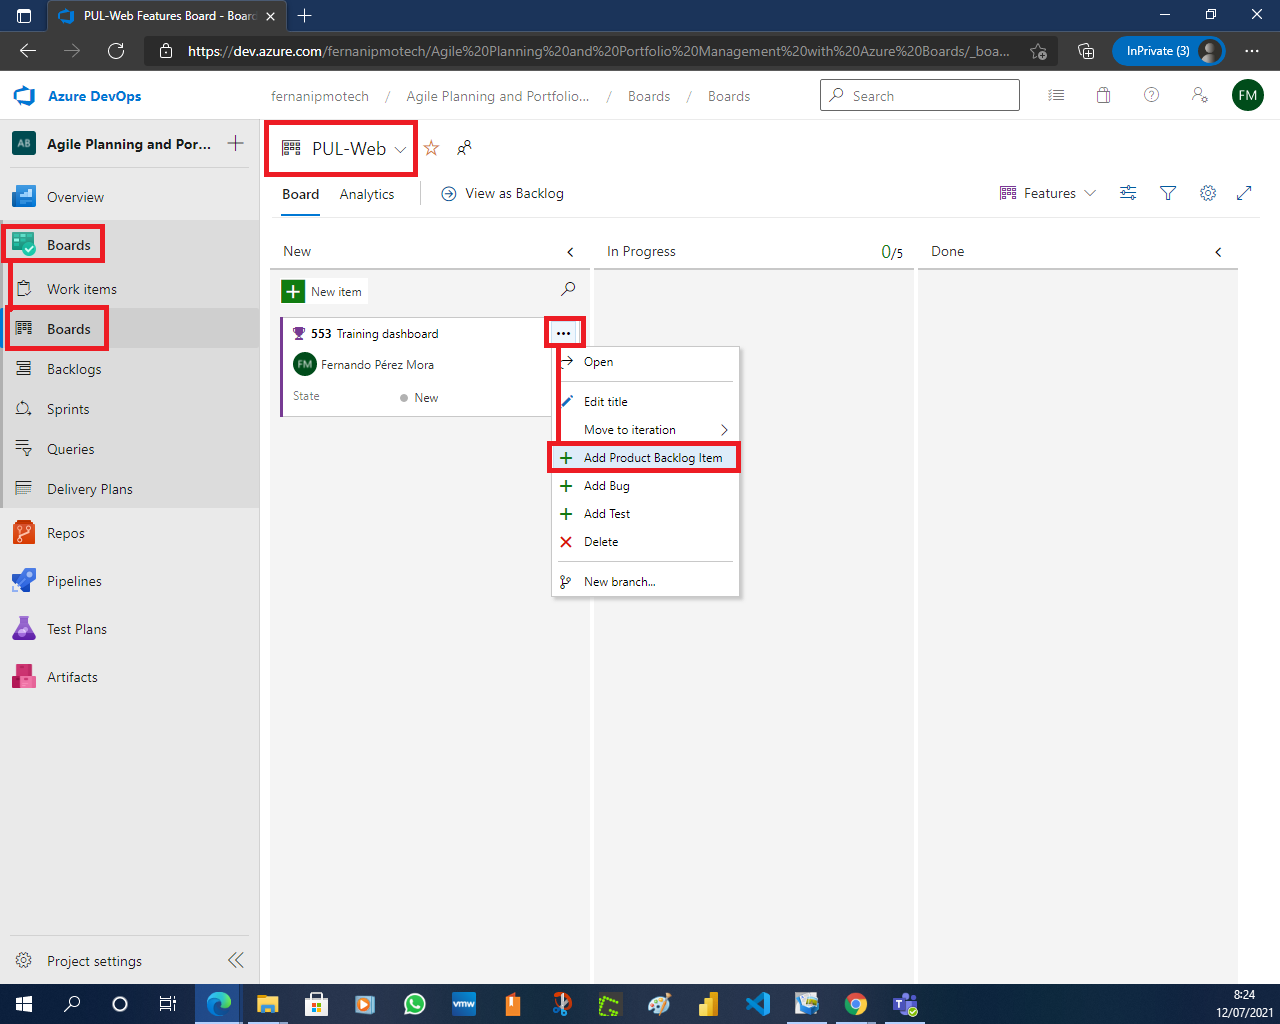 PUL-Web Features Board - Board
https://dev.azure.com/fernanipmotech/Agile%20Planning%20and%20Portfolio%20Management%20with%20Azure%20Boards/_boa...
InPrivate (3)
Azure DevOps
fernanipmotech / Agile Planning and Portfolio... / Boards / Boards
Search
FM
AB
Agile Planning and Por...
Overview
Boards
Work items
Boards
Backlogs
Sprints
Queries
Delivery Plans
Repos
Pipelines
Test Plans
Artifacts
Project settings
PUL-Web
Board
Analytics
View as Backlog
Features
New
In Progress
0/5
Done
New item
553 Training dashboard
FM
Fernando Pérez Mora
State
New
Open
Edit title
Move to iteration
Add Product Backlog Item
Add Bug
Add Test
Delete
New branch...
vmw
8:24
12/07/2021